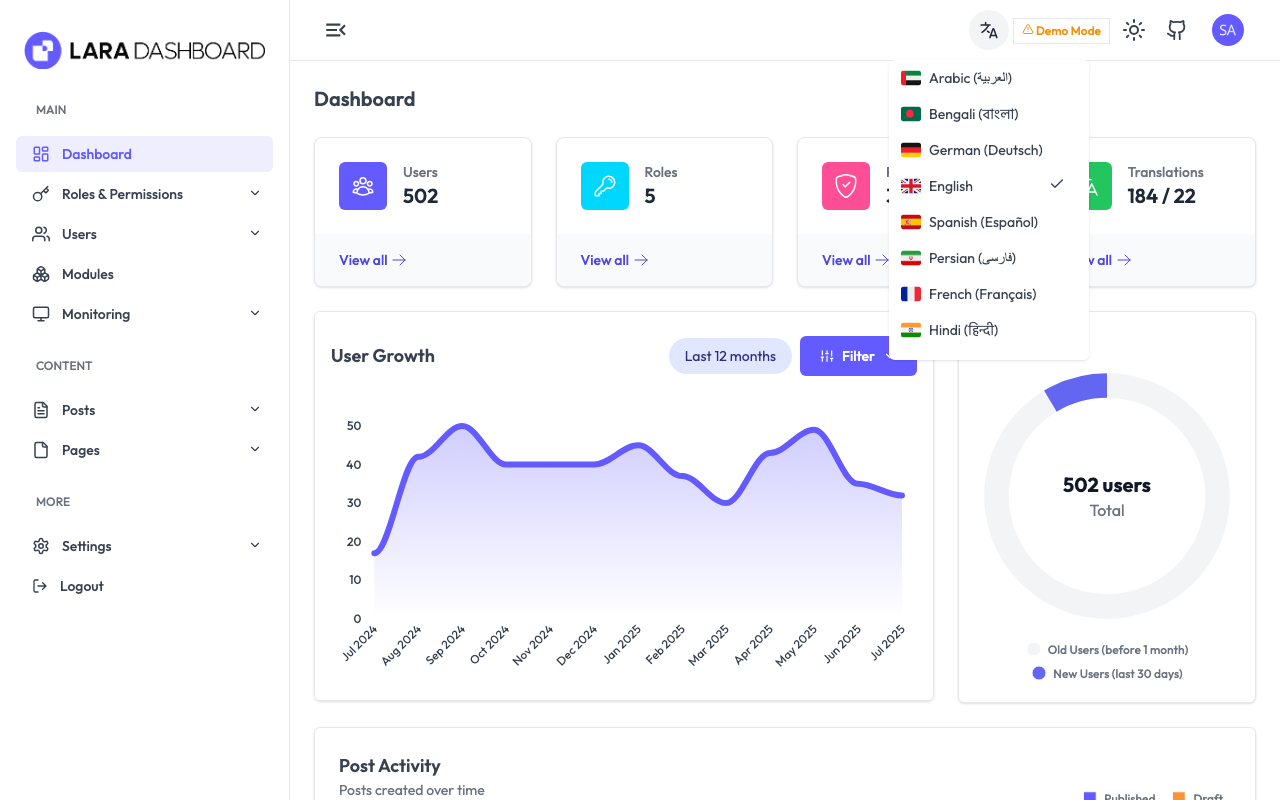 LARA DASHBOARD
MAIN
Dashboard
Roles & Permissions
Users
Modules
Monitoring
CONTENT
Posts
Pages
MORE
Settings
Logout
Demo Mode
SA
Arabic (العربية)
Bengali (বাংলা)
German (Deutsch)
English
Spanish (Español)
Persian (فارسی)
French (Français)
Hindi (हिन्दी)
Dashboard
Users
502
View all
Roles
5
View all
View all
Translations
184 / 22
all
User Growth
Last 12 months
Filter
50
40
30
20
10
0
Jul 2024
Aug 2024
Sep 2024
Oct 2024
Nov 2024
Dec 2024
Jan 2025
Feb 2025
Mar 2025
Apr 2025
May 2025
Jun 2025
Jul 2025
502 users
Total
Old Users (before 1 month)
New Users (last 30 days)
Post Activity
Posts created over time
Published
Draft